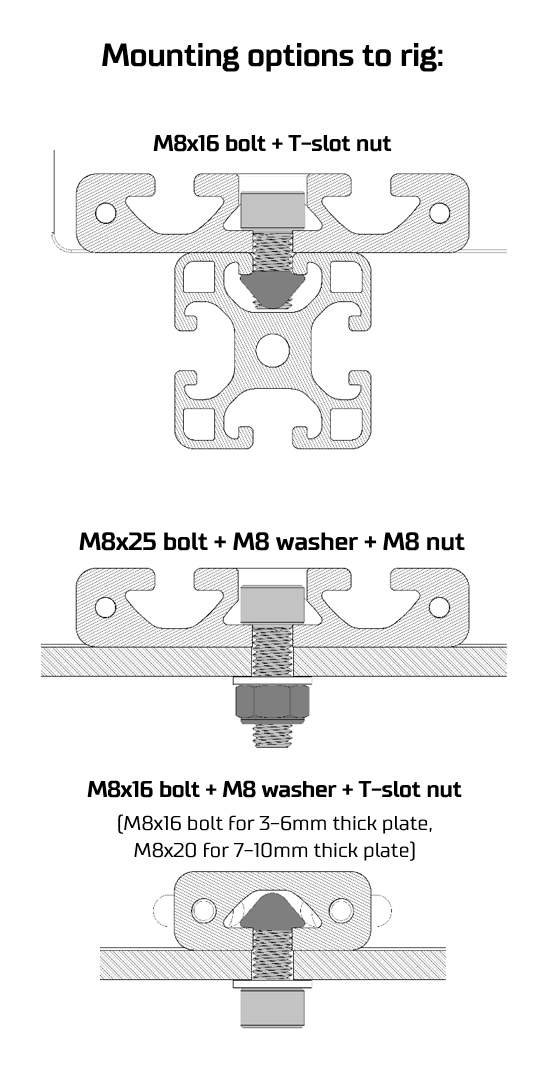 Mounting options to rig:
M8x16 bolt + T-slot nut
M8x25 bolt + M8 washer + M8 nut
M8x16 bolt + M8 washer + T-slot nut
(M8x16 bolt for 3-6mm thick plate,
M8x20 for 7-10mm thick plate)